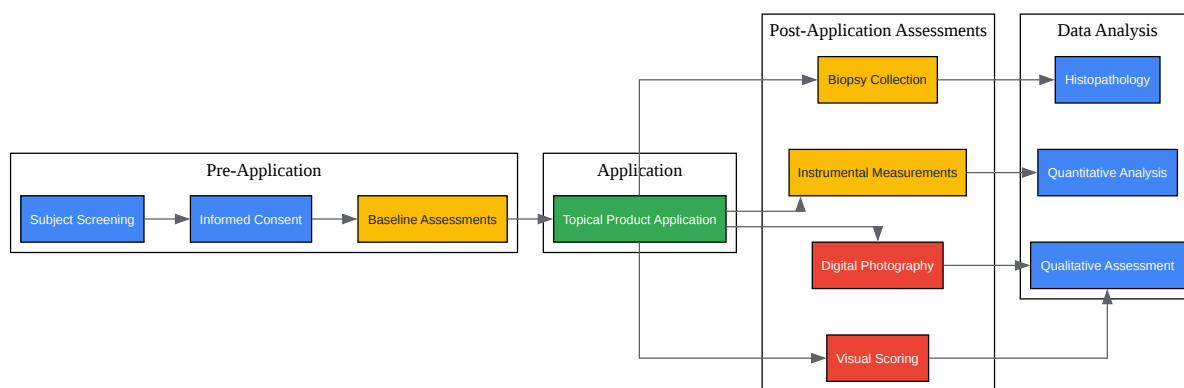 Pre-Application
Subject Screening
Informed Consent
Baseline Assessments
Application
Topical Product Application
Post-Application Assessments
Biopsy Collection
Instrumental Measurements
Digital Photography
Visual Scoring
Data Analysis
Histopathology
Quantitative Analysis
Qualitative Assessment